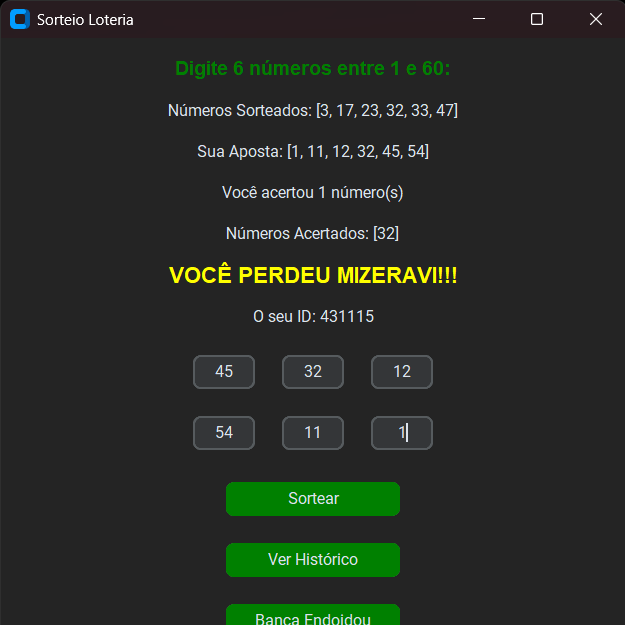 Sorteio Loteria
Digite 6 números entre 1 e 60:
Números Sorteados: [3, 17, 23, 32, 33, 47]
Sua Aposta: [1, 11, 12, 32, 45, 54]
Você acertou 1 número(s)
Números Acertados: [32]
VOCÊ PERDEU MIZERAVI!!!
O seu ID: 431115
45 32 12
54 11 1
Sortear
Ver Histórico
Banca Endoidou